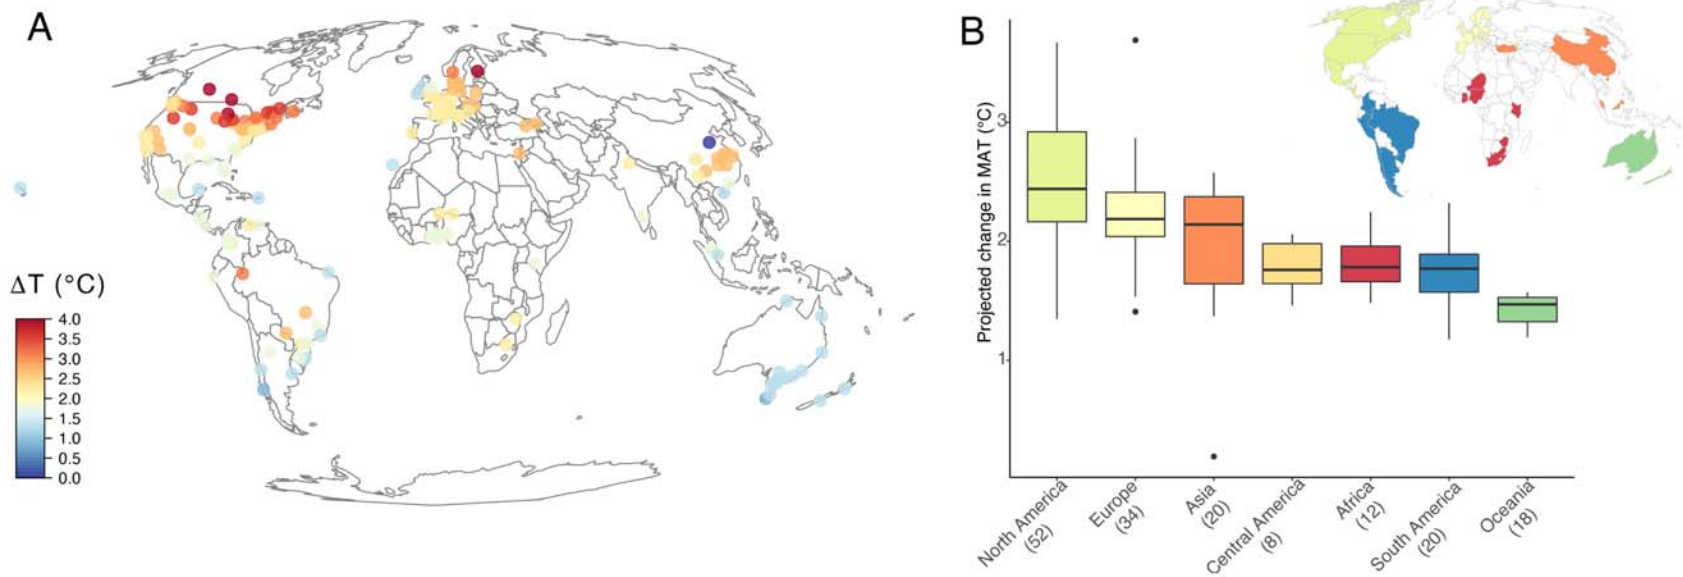 A
ΔT (°C)
4.0
3.5
3.0
2.5
2.0
1.5
1.0
0.5
0.0
B
Projected change in MAT (°C)
3
2
1
North America
(52)
Europe
(34)
Asia
(20)
Central America
(8)
Africa
(12)
South America
(20)
Oceania
(18)